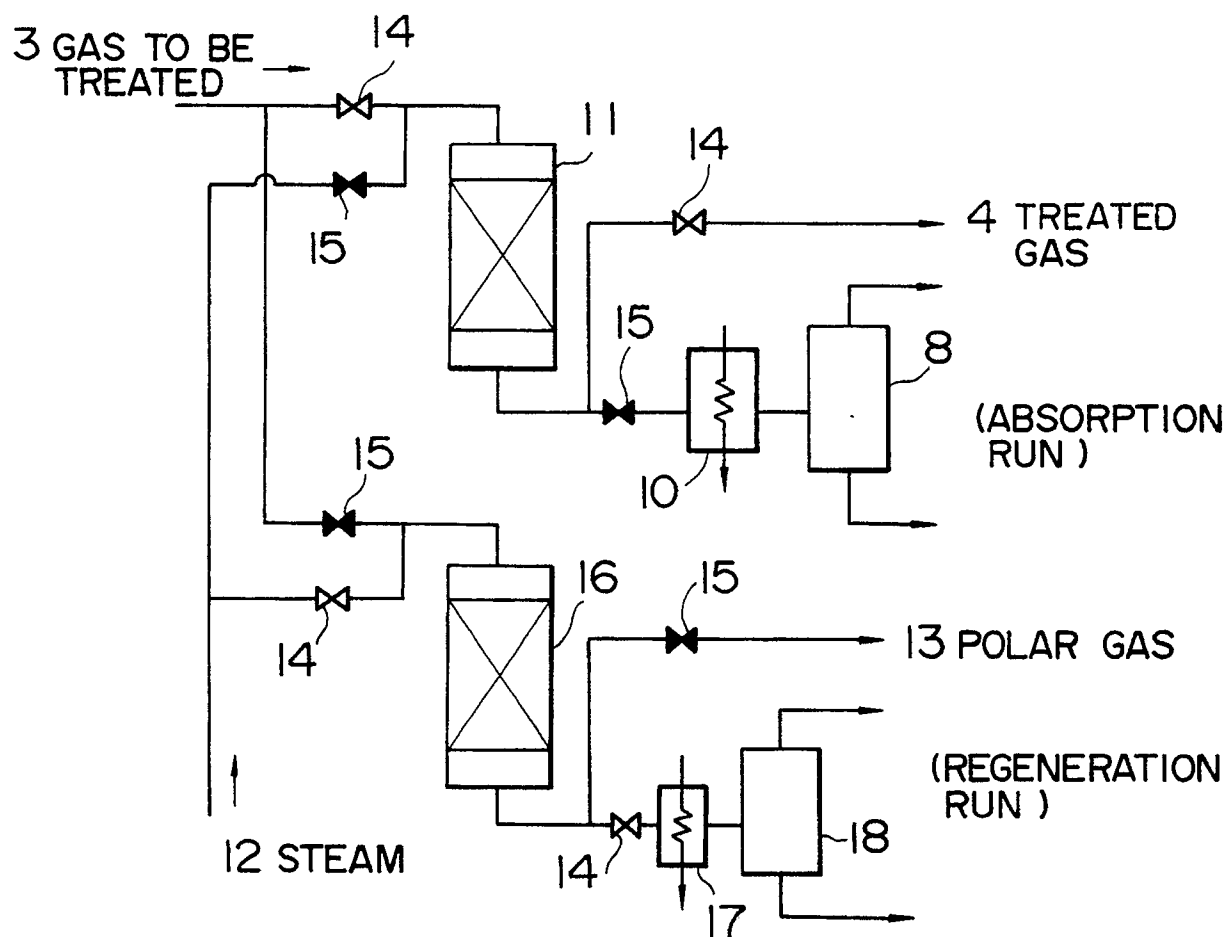 14
3 GAS TO BE
TREATED
11
14
15
4 TREATED
GAS
15
8
(ABSORPTION
RUN)
10
15
16
15
14
13 POLAR GAS
(REGENERATION
RUN)
12 STEAM
14
17
18